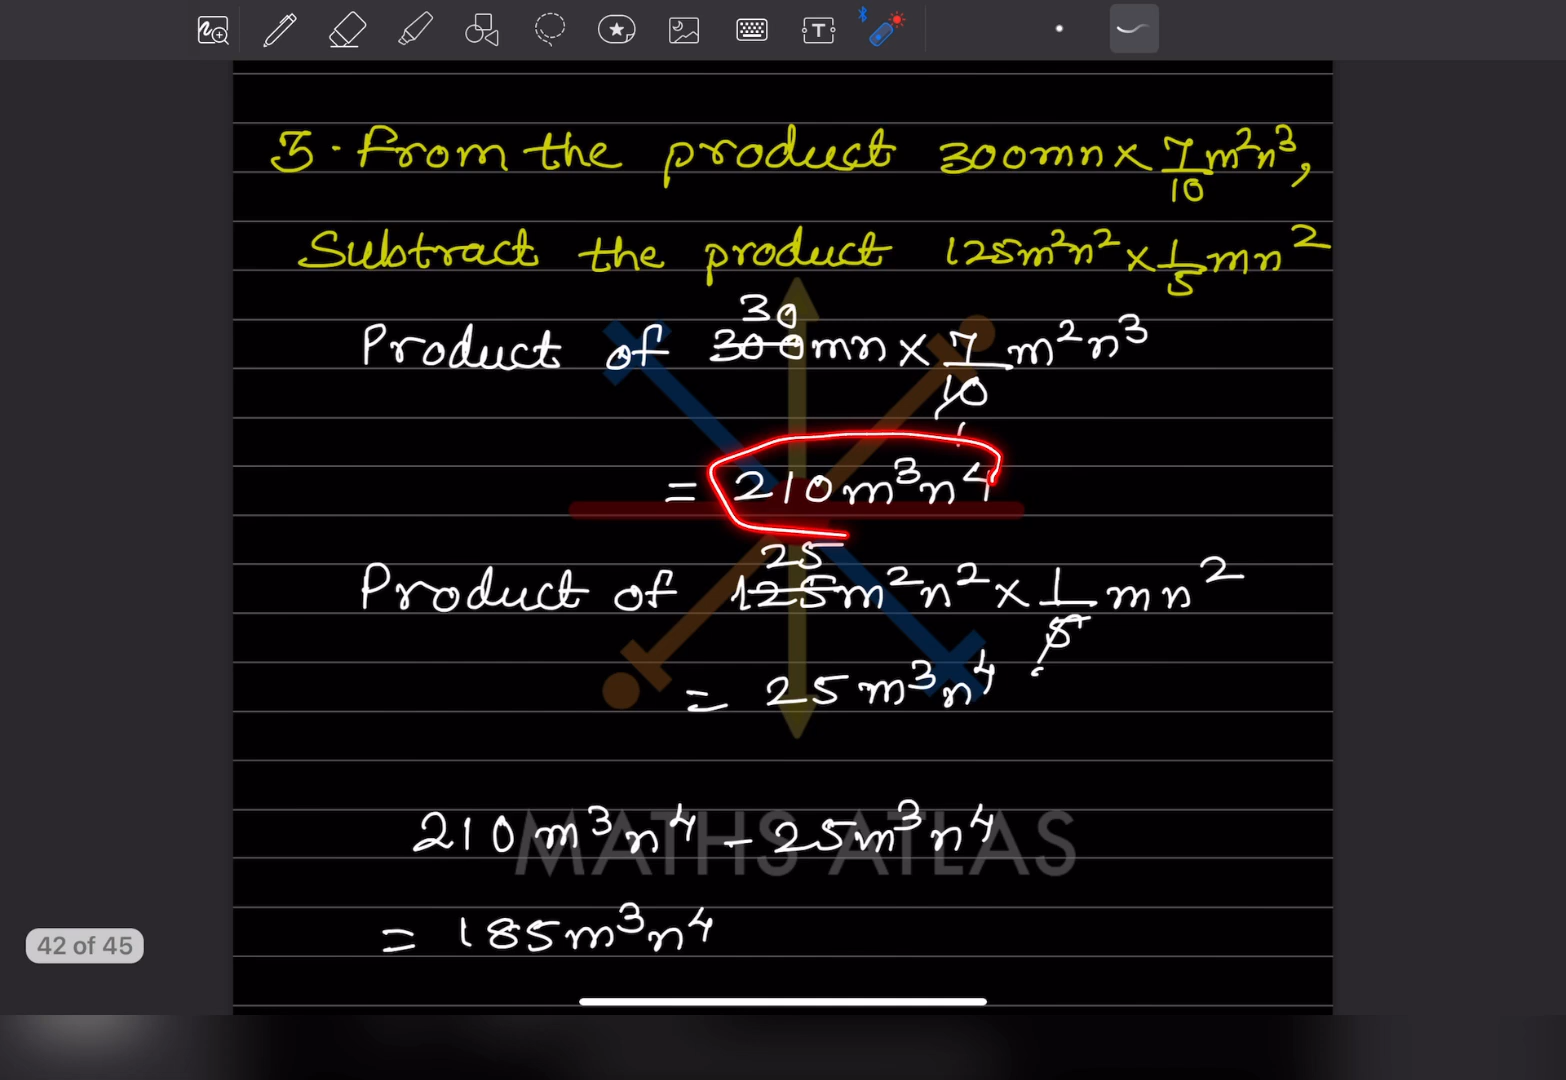 3. From the product 300mn × 7/10 m²n³,
Subtract the product 125m²n² × 1/5 mn²
30
Product of 300mn × 7/10 m²n³
1
= 210m³n⁴
25
Product of 125m²n² × 1/5 mn²
= 25m³n⁴
210m³n⁴ - 25m³n⁴
MATHS ATLAS
= 185m³n⁴
42 of 45